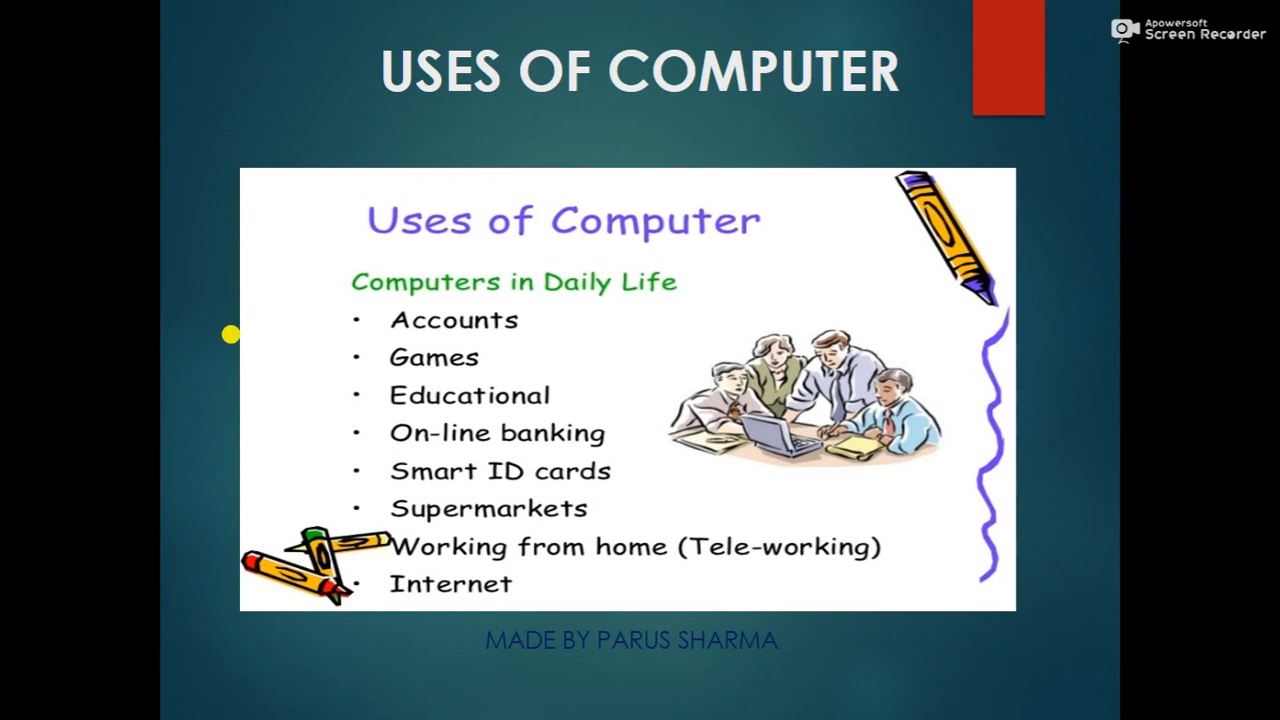 Apowersoft
Screen Recorder
USES OF COMPUTER
Uses of Computer
Computers in Daily Life
• Accounts
• Games
• Educational
• On-line banking
• Smart ID cards
• Supermarkets
Working from home (Tele-working)
• Internet
MADE BY PARUS SHARMA